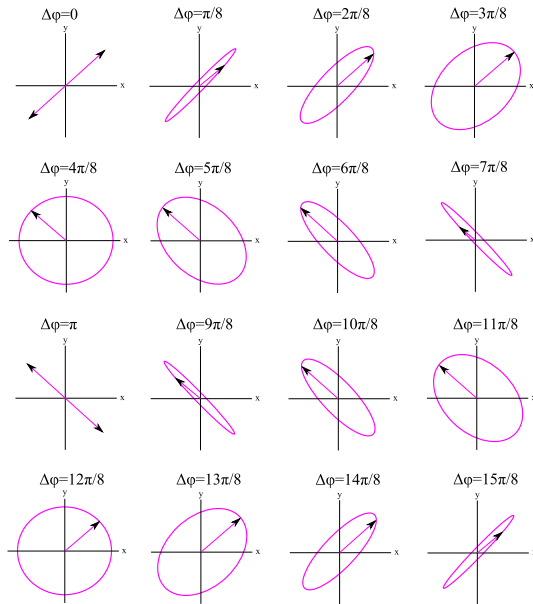 Δφ=0 Δφ=π/8 Δφ=2π/8 Δφ=3π/8
y y y y
x x x x
Δφ=4π/8 Δφ=5π/8 Δφ=6π/8 Δφ=7π/8
y y y y
x x x x
Δφ=π Δφ=9π/8 Δφ=10π/8 Δφ=11π/8
y y y y
x x x x
Δφ=12π/8 Δφ=13π/8 Δφ=14π/8 Δφ=15π/8
y y y y
x x x x